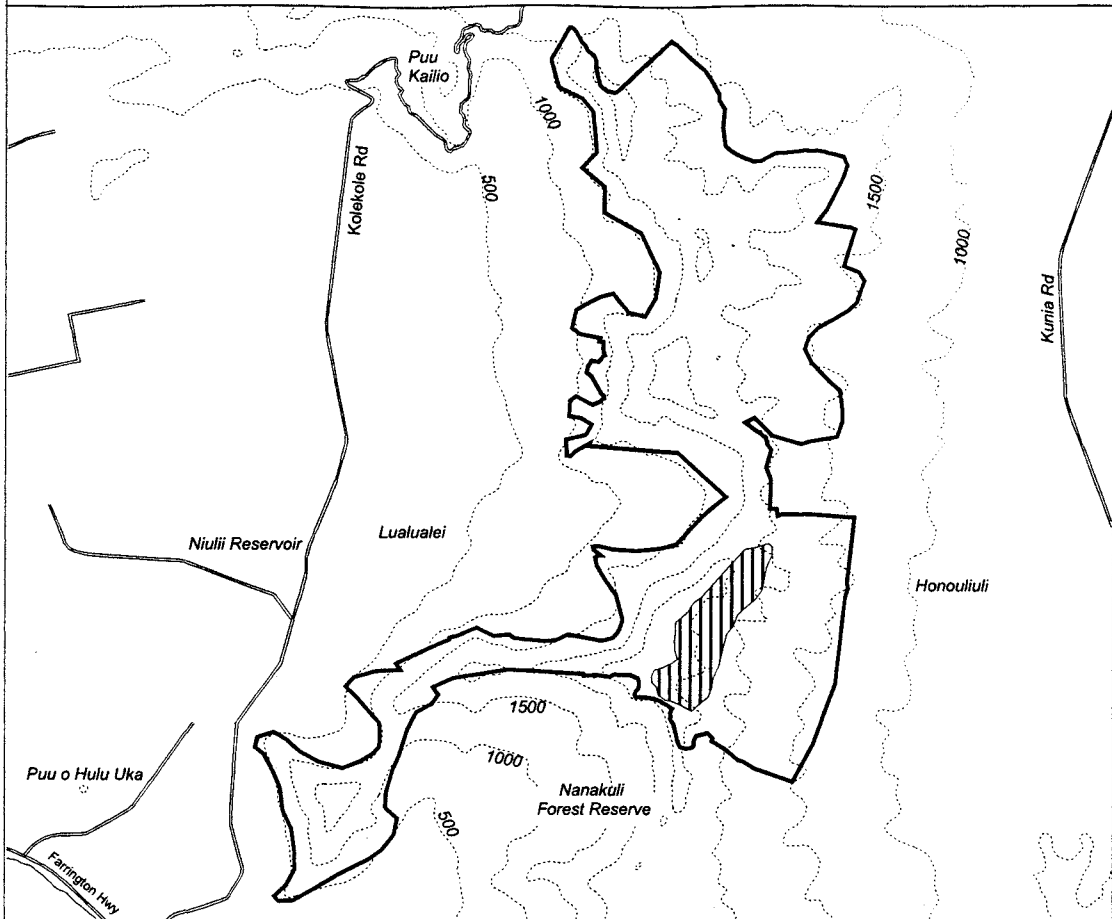 Puu
Kailio
1000
500
Kolekole Rd
1500
1000
Kunia Rd
Niulii Reservoir
Lualualei
Honouliuli
1500
1000
Puu o Hulu Uka
Nanakuli
Forest Reserve
500
Farrington Hwy